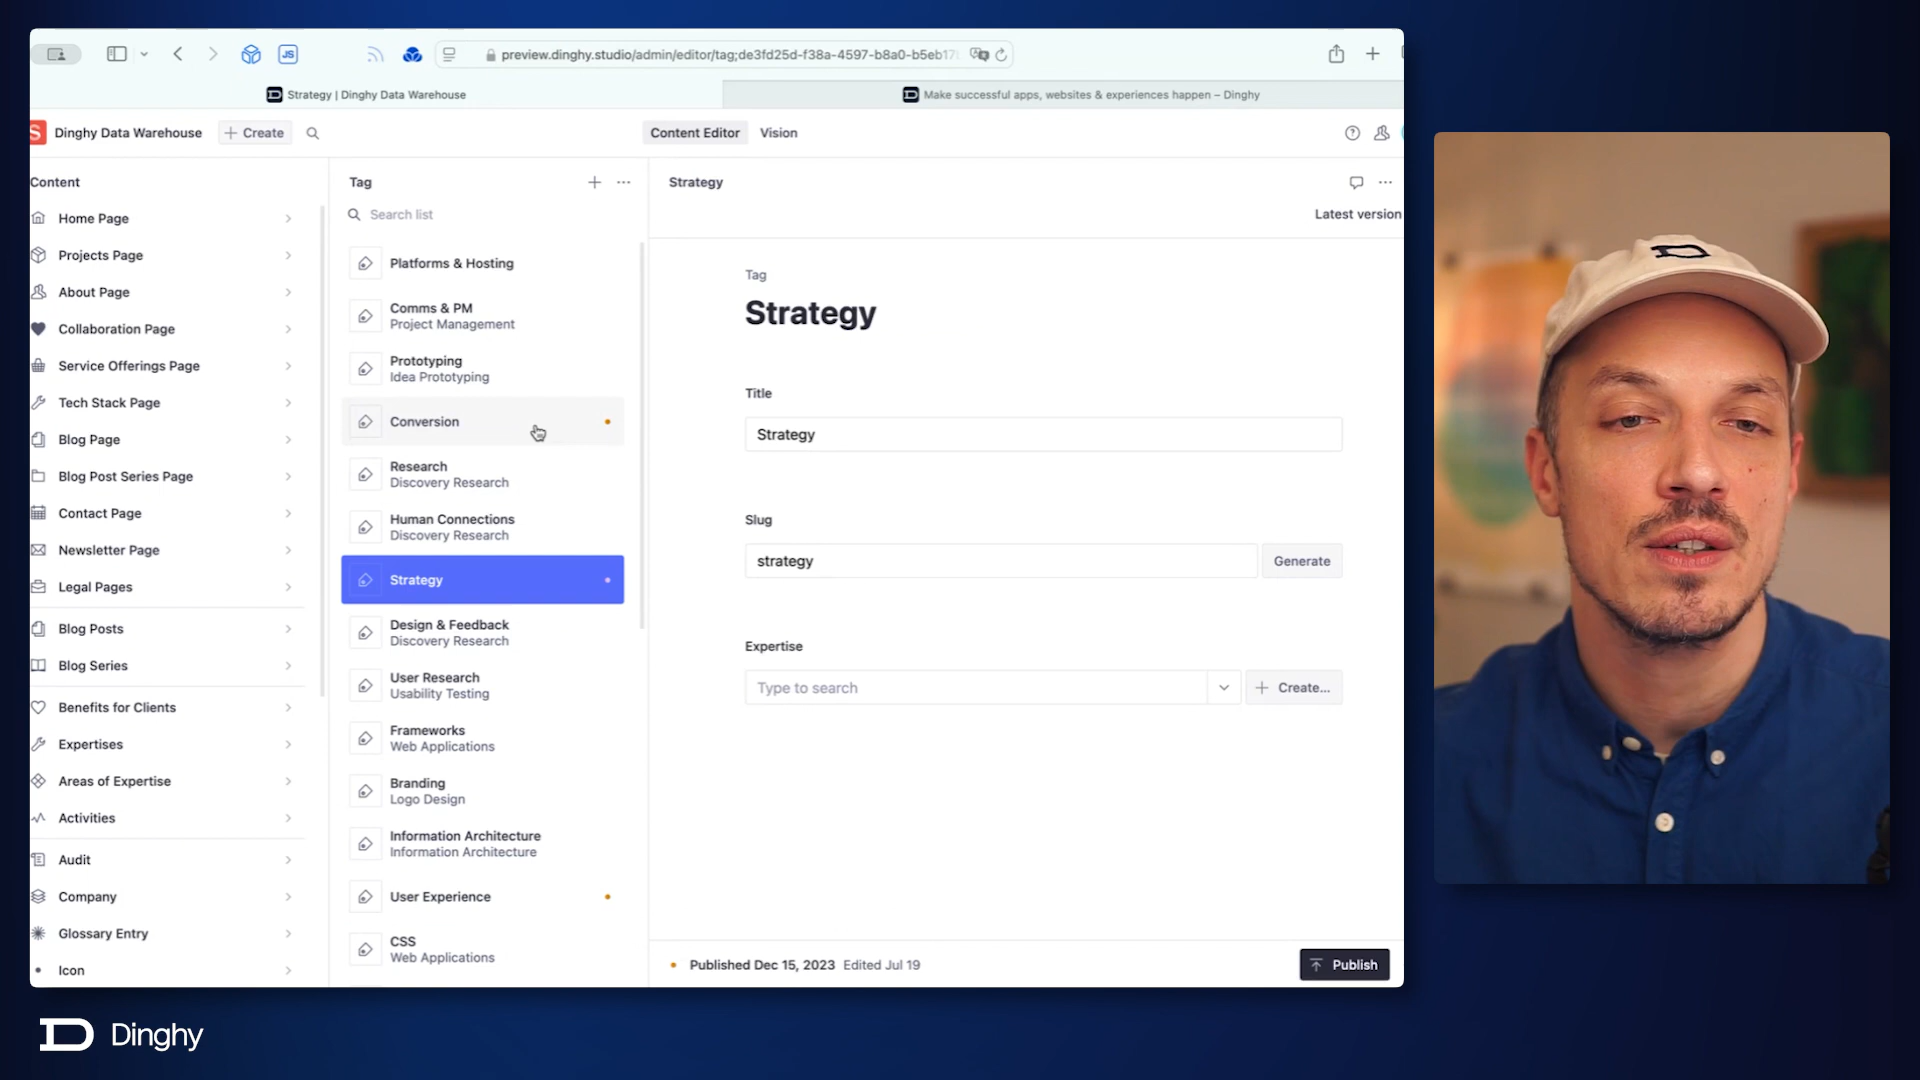 JS
preview.dinghy.studio/admin/editor/tag;de3fd25d-f38a-4597-b8a0-b5eb17
Strategy | Dinghy Data Warehouse
Make successful apps, websites & experiences happen – Dinghy
S
Dinghy Data Warehouse
Create
Content Editor
Vision
Content
Home Page
Projects Page
About Page
Collaboration Page
Service Offerings Page
Tech Stack Page
Blog Page
Blog Post Series Page
Contact Page
Newsletter Page
Legal Pages
Blog Posts
Blog Series
Benefits for Clients
Expertises
Areas of Expertise
Activities
Audit
Company
Glossary Entry
Icon
Tag
Search list
Platforms & Hosting
Comms & PM
Project Management
Prototyping
Idea Prototyping
Conversion
Research
Discovery Research
Human Connections
Discovery Research
Strategy
Design & Feedback
Discovery Research
User Research
Usability Testing
Frameworks
Web Applications
Branding
Logo Design
Information Architecture
Information Architecture
User Experience
CSS
Web Applications
Strategy
Latest version
Tag
Strategy
Title
Strategy
Slug
strategy
Generate
Expertise
Type to search
Create...
Published Dec 15, 2023 Edited Jul 19
Publish
Dinghy